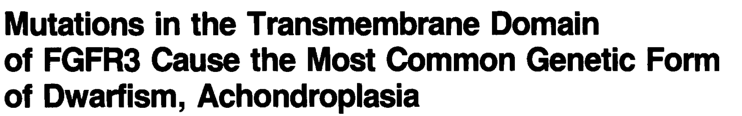 Mutations in the Transmembrane Domain
of FGFR3 Cause the Most Common Genetic Form
of Dwarfism, Achondroplasia